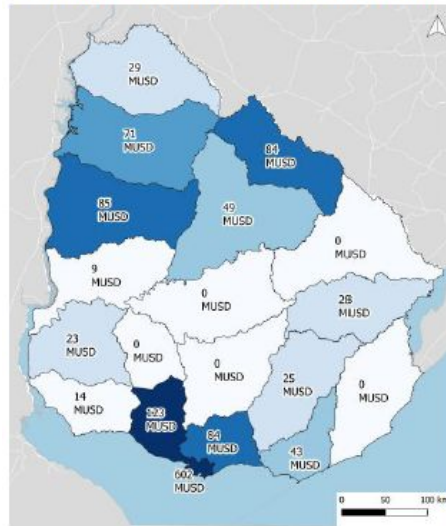 29
MUSD
71
MUSD
84
MUSD
85
MUSD
49
MUSD
0
MUSD
9
MUSD
0
MUSD
28
MUSD
23
MUSD
0
MUSD
0
MUSD
25
MUSD
0
MUSD
14
MUSD
123
MUSD
84
MUSD
43
MUSD
602
MUSD
0 50 100 km